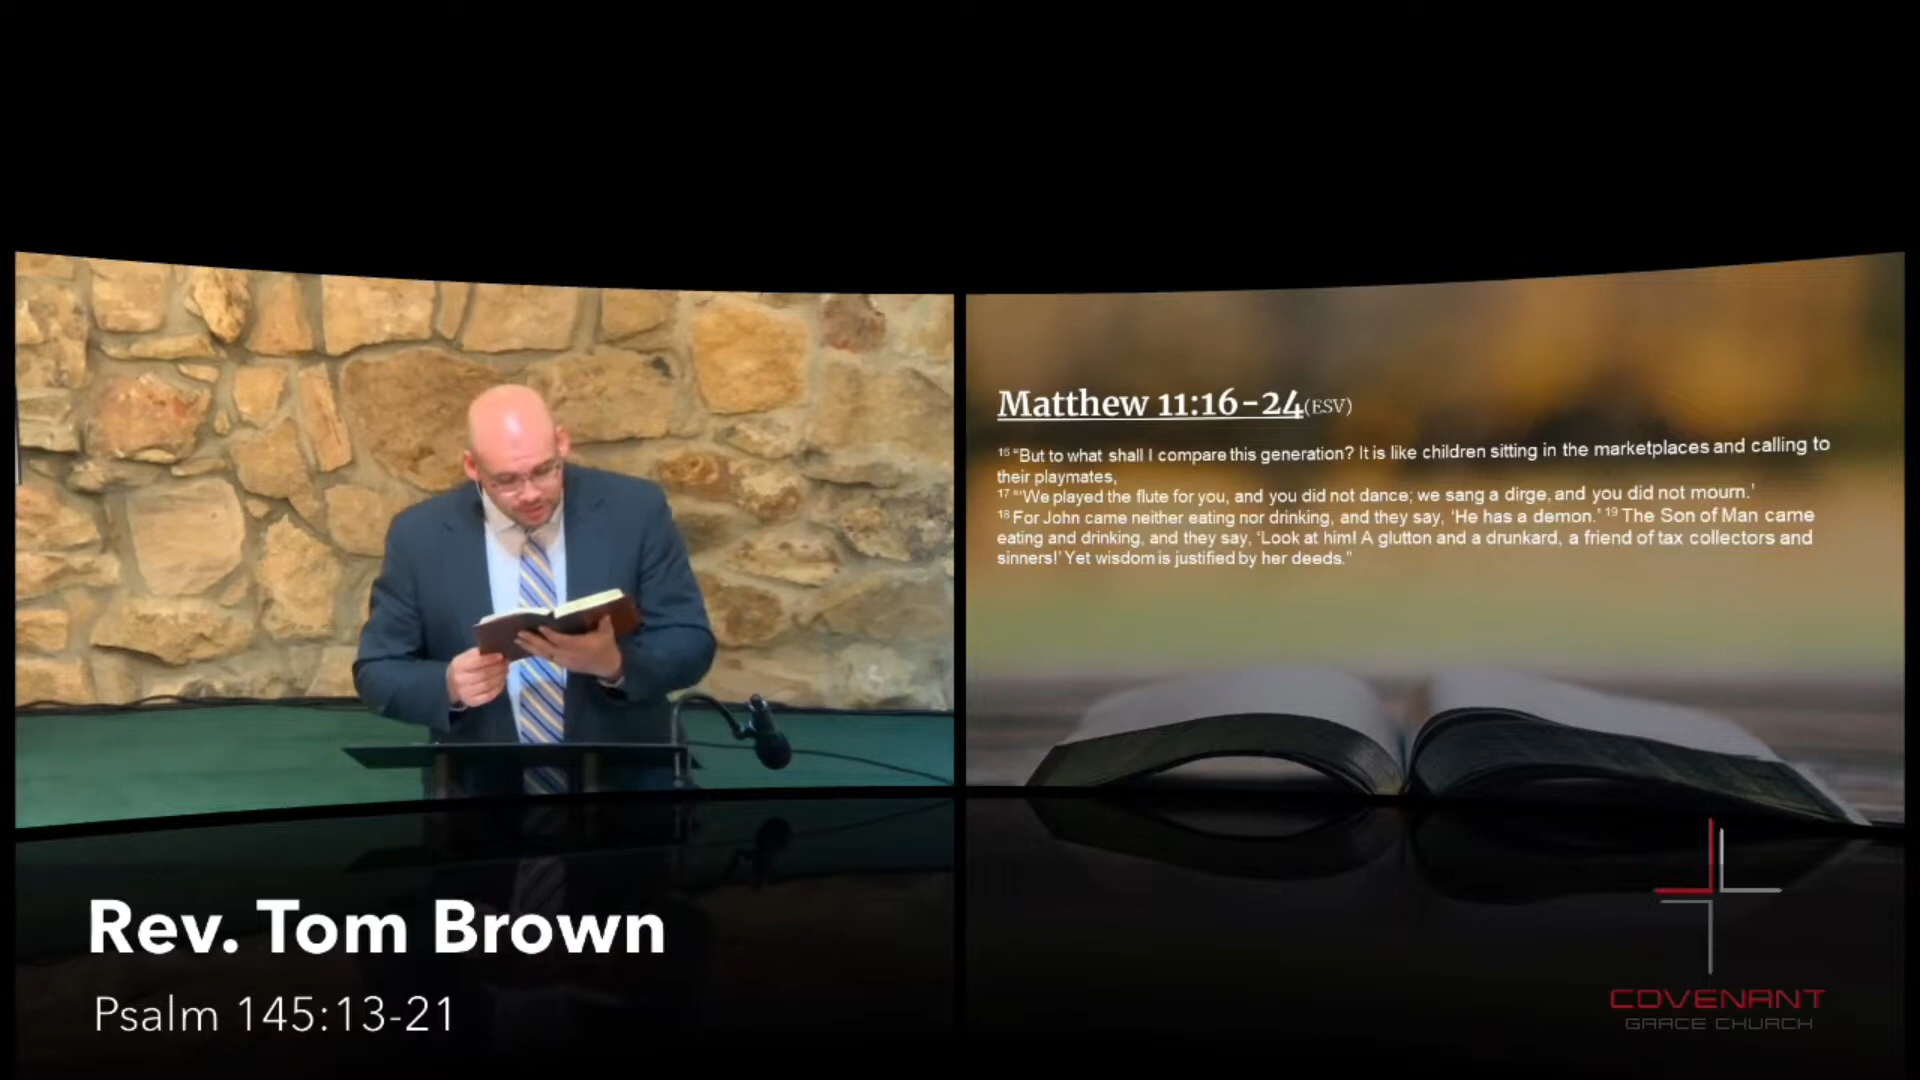 Matthew 11:16-24(ESV)
16 “But to what shall I compare this generation? It is like children sitting in the marketplaces and calling to
their playmates,
17 “‘We played the flute for you, and you did not dance; we sang a dirge, and you did not mourn.’
18 For John came neither eating nor drinking, and they say, ‘He has a demon.’ 19 The Son of Man came
eating and drinking, and they say, ‘Look at him! A glutton and a drunkard, a friend of tax collectors and
sinners!’ Yet wisdom is justified by her deeds.”
Rev. Tom Brown
Psalm 145:13-21
COVENANT
GRACE CHURCH